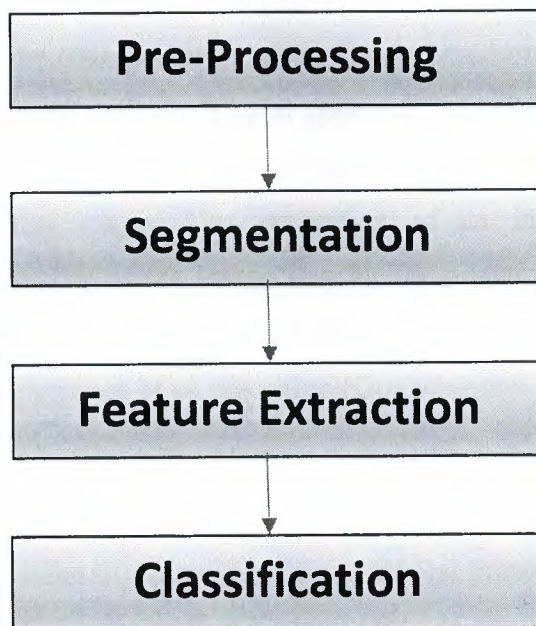 Pre-Processing
Segmentation
Feature Extraction
Classification